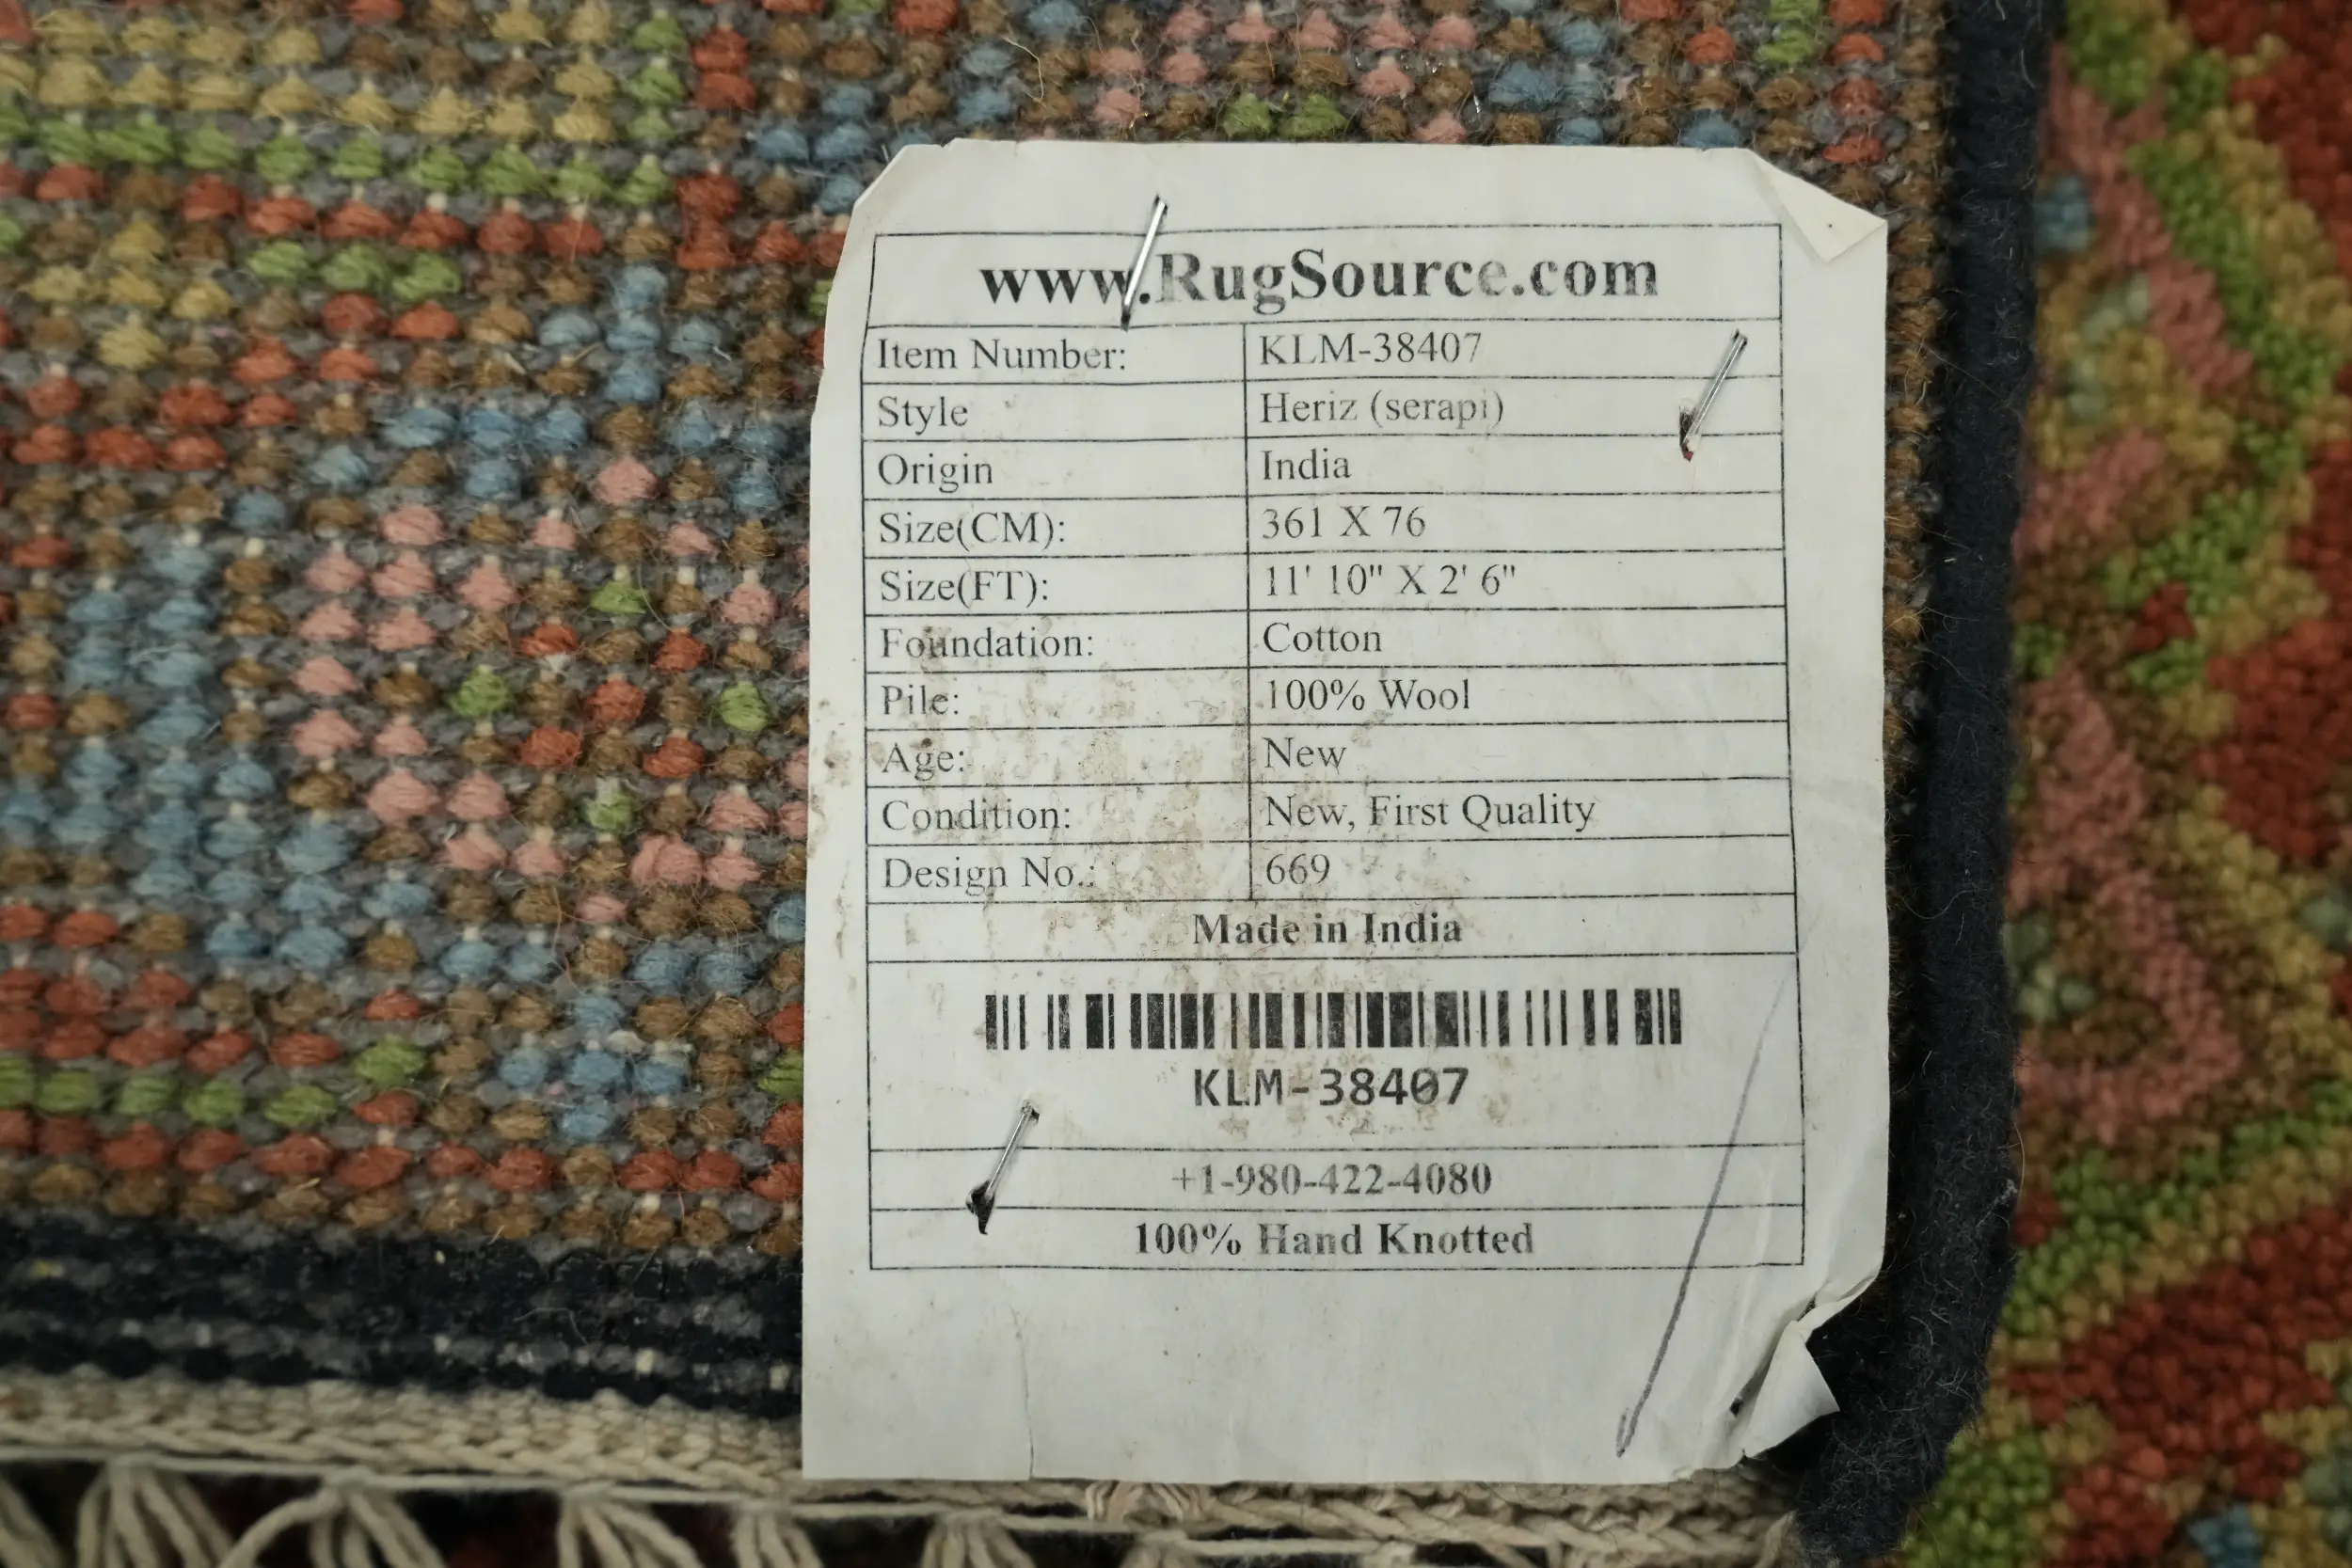 www.RugSource.com
Item Number: KLM-38407
Style Heriz (serapi)
Origin India
Size(CM): 361 X 76
Size(FT): 11' 10" X 2' 6"
Foundation: Cotton
Pile: 100% Wool
Age: New
Condition: New, First Quality
Design No.: 669
Made in India
KLM-38407
+1-980-422-4080
100% Hand Knotted